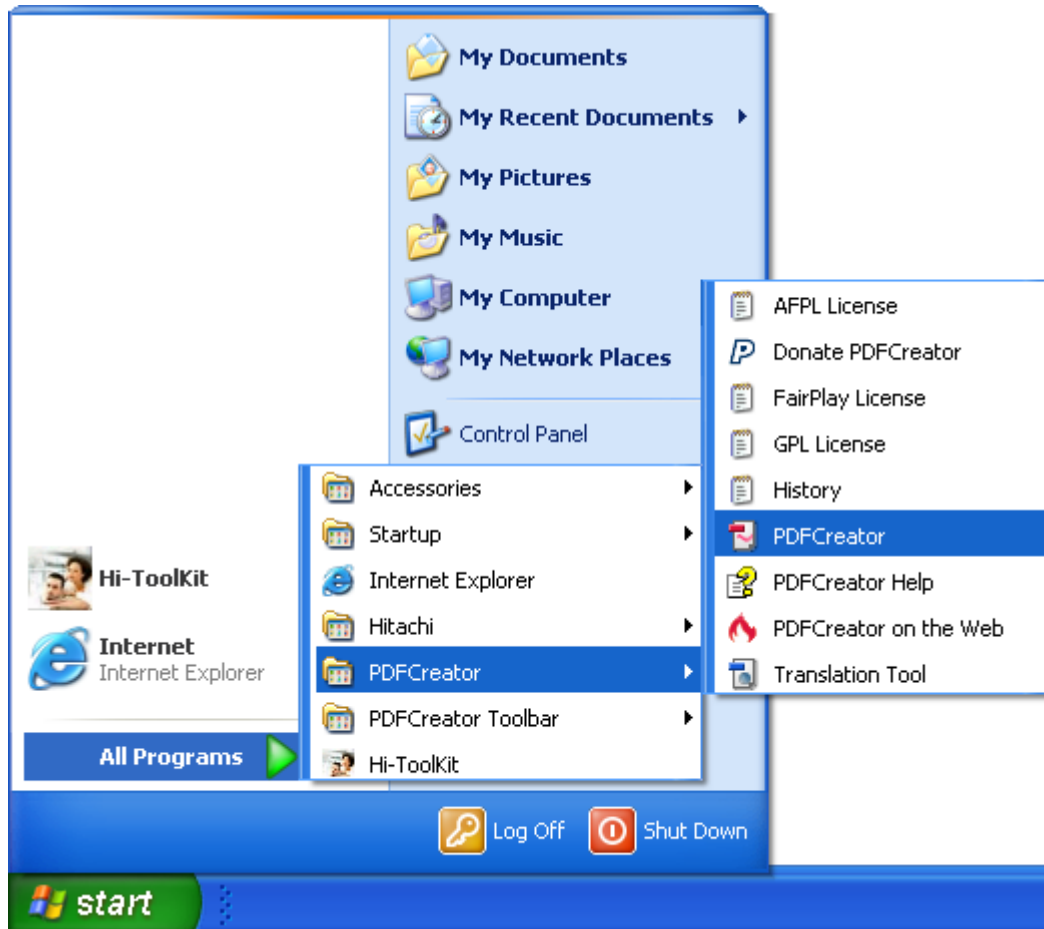 My Documents
My Recent Documents
My Pictures
My Music
My Computer
My Network Places
Control Panel
Hi-ToolKit
Internet
Internet Explorer
All Programs
Accessories
Startup
Internet Explorer
Hitachi
PDFCreator
PDFCreator Toolbar
Hi-ToolKit
AFPL License
Donate PDFCreator
FairPlay License
GPL License
History
PDFCreator
PDFCreator Help
PDFCreator on the Web
Translation Tool
Log Off
Shut Down
start